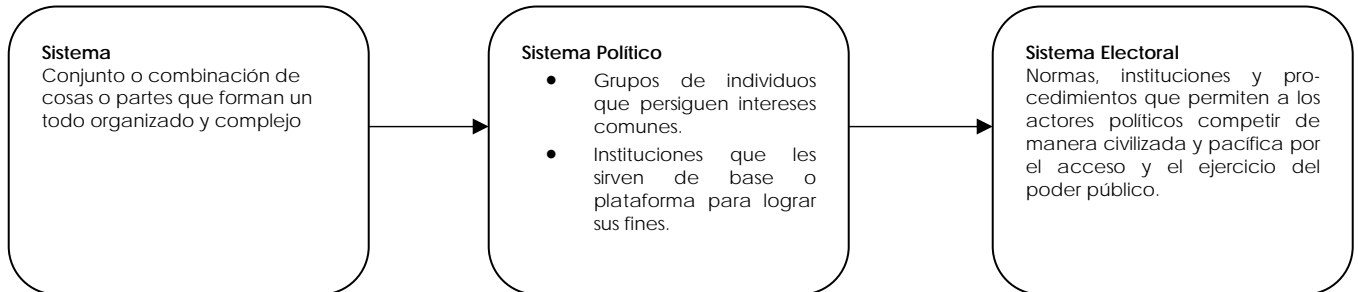 Sistema
Conjunto o combinación de
cosas o partes que forman un
todo organizado y complejo
Sistema Político
• Grupos de individuos
que persiguen intereses
comunes.
• Instituciones que les
sirven de base o
plataforma para lograr
sus fines.
Sistema Electoral
Normas, instituciones y pro-
cedimientos que permiten a los
actores políticos competir de
manera civilizada y pacífica por
el acceso y el ejercicio del
poder público.